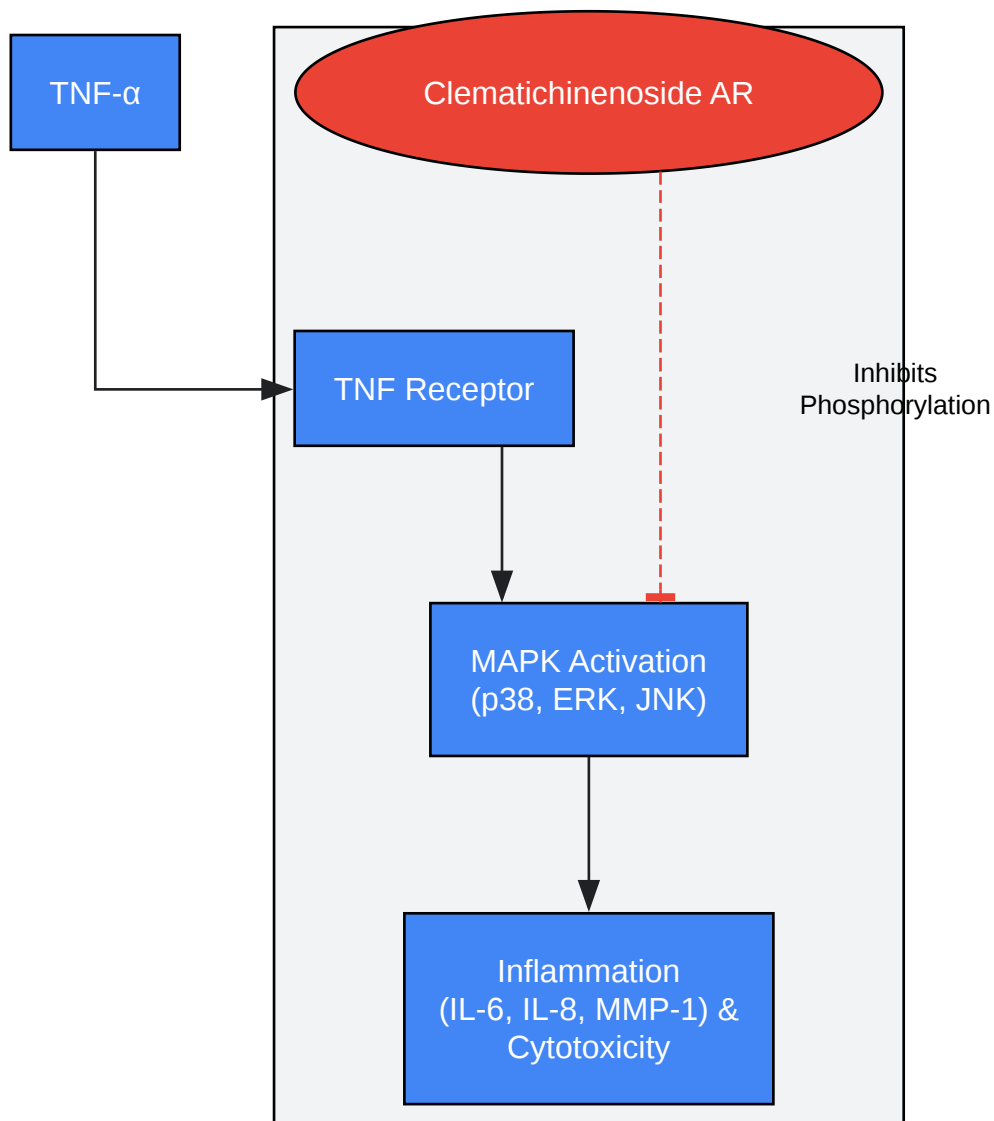 TNF-α
Clematichinenoside AR
TNF Receptor
Inhibits
Phosphorylation
MAPK Activation
(p38, ERK, JNK)
Inflammation
(IL-6, IL-8, MMP-1) &
Cytotoxicity